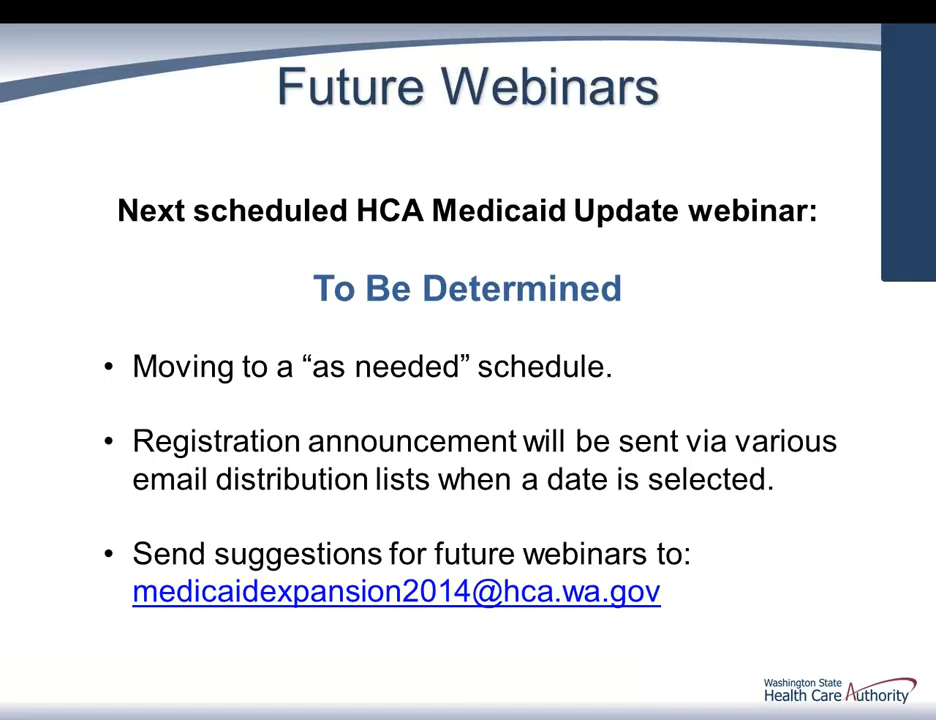 Future Webinars
Next scheduled HCA Medicaid Update webinar:
To Be Determined
• Moving to a “as needed” schedule.
• Registration announcement will be sent via various
email distribution lists when a date is selected.
• Send suggestions for future webinars to:
medicaidexpansion2014@hca.wa.gov
Washington State
Health Care Authority